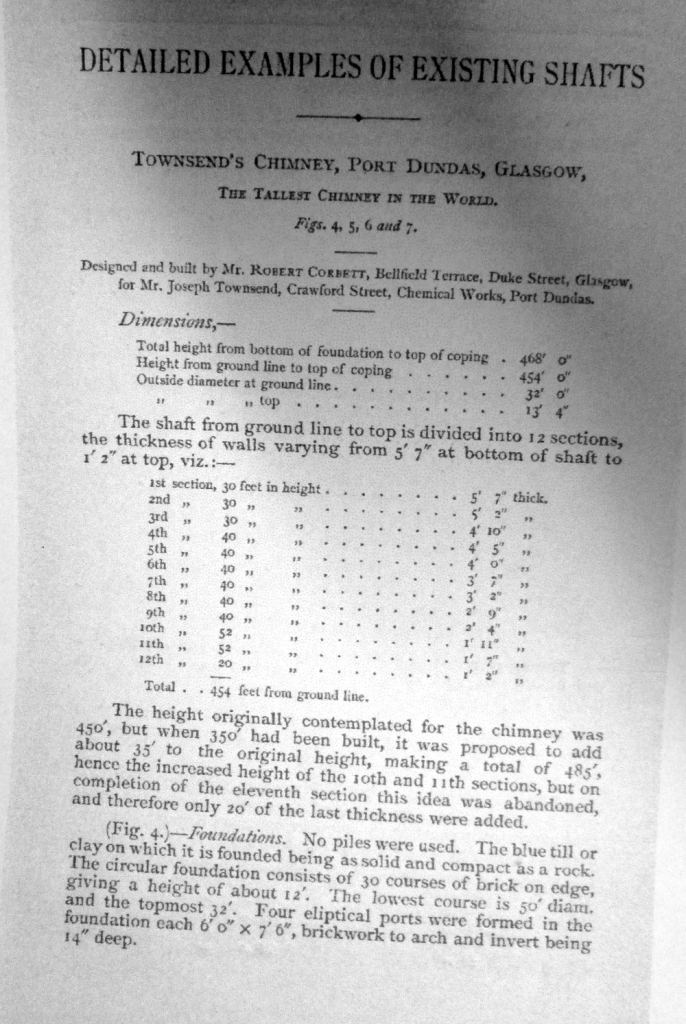 DETAILED EXAMPLES OF EXISTING SHAFTS
TOWNSEND'S CHIMNEY, PORT DUNDAS, GLASGOW,
THE TALLEST CHIMNEY IN THE WORLD.
Figs. 4, 5, 6 and 7.
Designed and built by Mr. ROBERT CORBETT, Bellfield Terrace, Duke Street, Glasgow,
for Mr. Joseph Townsend, Crawford Street, Chemical Works, Port Dundas.
Dimensions,—
Total height from bottom of foundation to top of coping . 468' 0"
Height from ground line to top of coping . . . . . . 454' 0"
Outside diameter at ground line . . . . . . . . . 32' 0"
" " " top . . . . . . . . . . . 13' 4"
The shaft from ground line to top is divided into 12 sections,
the thickness of walls varying from 5' 7" at bottom of shaft to
1' 2" at top, viz.:—
1st section, 30 feet in height . . . . . . . . 5' 7" thick.
2nd " 30 " " . . . . . . . . . 5' 2" "
3rd " 30 " " . . . . . . . . . 4' 10" "
4th " 40 " " . . . . . . . . . 4' 5" "
5th " 40 " " . . . . . . . . . 4' 0" "
6th " 40 " " . . . . . . . . . 3' 7" "
7th " 40 " " . . . . . . . . . 3' 2" "
8th " 40 " " . . . . . . . . . 2' 9" "
9th " 40 " " . . . . . . . . . 2' 4" "
10th " 52 " " . . . . . . . . . 1' 11" "
11th " 52 " " . . . . . . . . . 1' 7" "
12th " 20 " " . . . . . . . . . 1' 2" "
Total . . 454 feet from ground line.
The height originally contemplated for the chimney was
450', but when 350' had been built, it was proposed to add
about 35' to the original height, making a total of 485',
hence the increased height of the 10th and 11th sections, but on
completion of the eleventh section this idea was abandoned,
and therefore only 20' of the last thickness were added.
(Fig. 4.)—Foundations. No piles were used. The blue till or
clay on which it is founded being as solid and compact as a rock.
The circular foundation consists of 30 courses of brick on edge,
giving a height of about 12'. The lowest course is 50' diam.
and the topmost 32'. Four eliptical ports were formed in the
foundation each 6' 0" × 7' 6", brickwork to arch and invert being
14" deep.